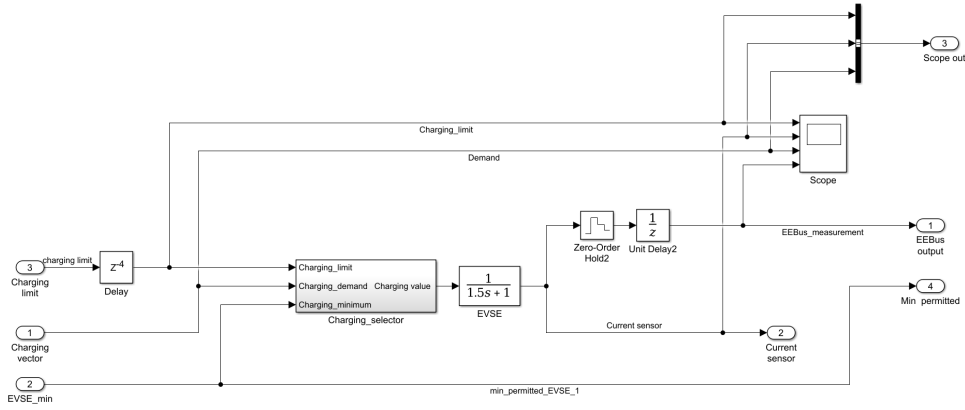 3
Scope out
Charging_limit
Demand
Scope
Zero-Order
Hold2
1
z
Unit Delay2
EEBus_measurement
1
EEBus
output
3
Charging
limit
charging limit
Z-4
Delay
Charging_limit
Charging_demand
Charging_minimum
Charging value
Charging_selector
1
1.5s + 1
EVSE
4
Min permitted
Current sensor
2
Current
sensor
1
Charging
vector
2
EVSE_min
min_permitted_EVSE_1